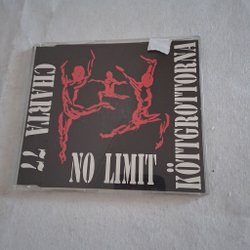 CHARTA 77
NO LIMIT
KÖTTGROTTORNA